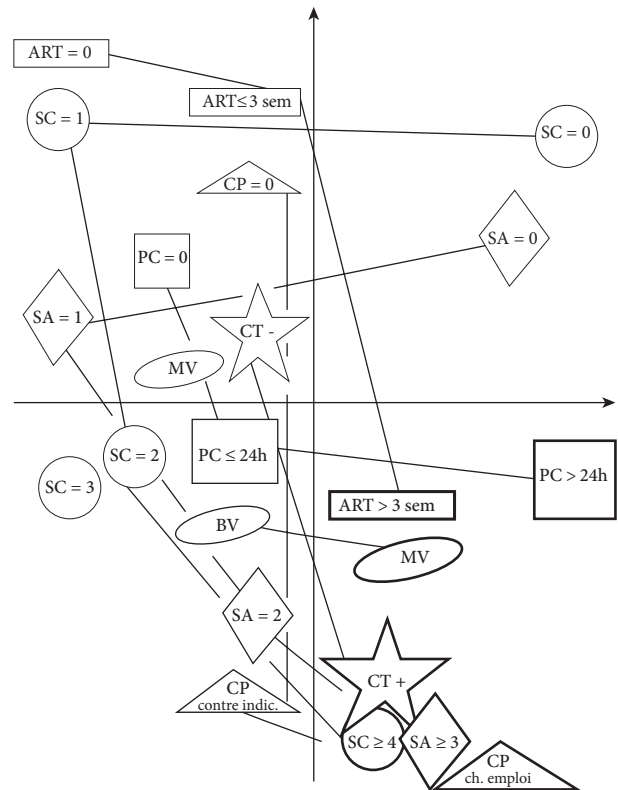 ART = 0
ART≤ 3 sem
SC = 1
SC = 0
CP = 0
SA = 0
PC = 0
SA = 1
CT -
MV
SC = 2
PC ≤ 24h
PC > 24h
SC = 3
ART > 3 sem
BV
MV
SA = 2
CT +
CP
contre indic.
SC ≥ 4
SA ≥ 3
CP
ch. emploi